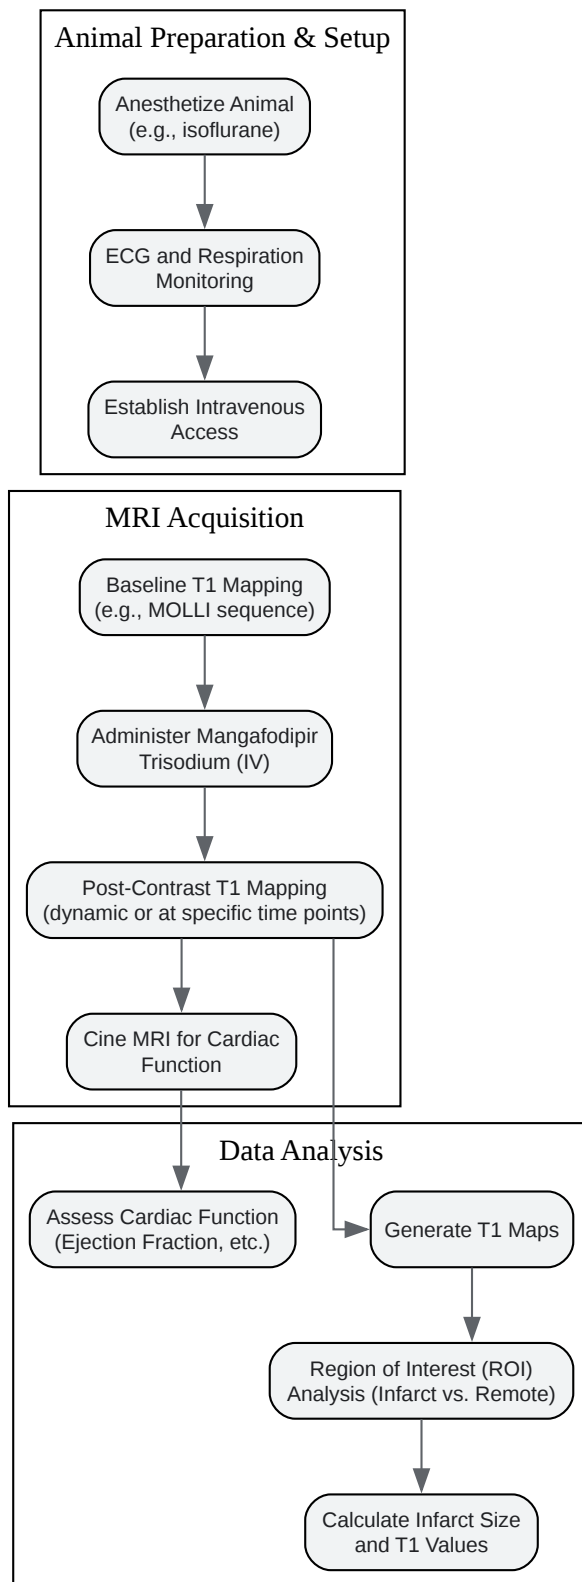 Animal Preparation & Setup
Anesthetize Animal
(e.g., isoflurane)
ECG and Respiration
Monitoring
Establish Intravenous
Access
MRI Acquisition
Baseline T1 Mapping
(e.g., MOLLI sequence)
Administer Mangafodipir
Trisodium (IV)
Post-Contrast T1 Mapping
(dynamic or at specific time points)
Cine MRI for Cardiac
Function
Data Analysis
Assess Cardiac Function
(Ejection Fraction, etc.)
Generate T1 Maps
Region of Interest (ROI)
Analysis (Infarct vs. Remote)
Calculate Infarct Size
and T1 Values